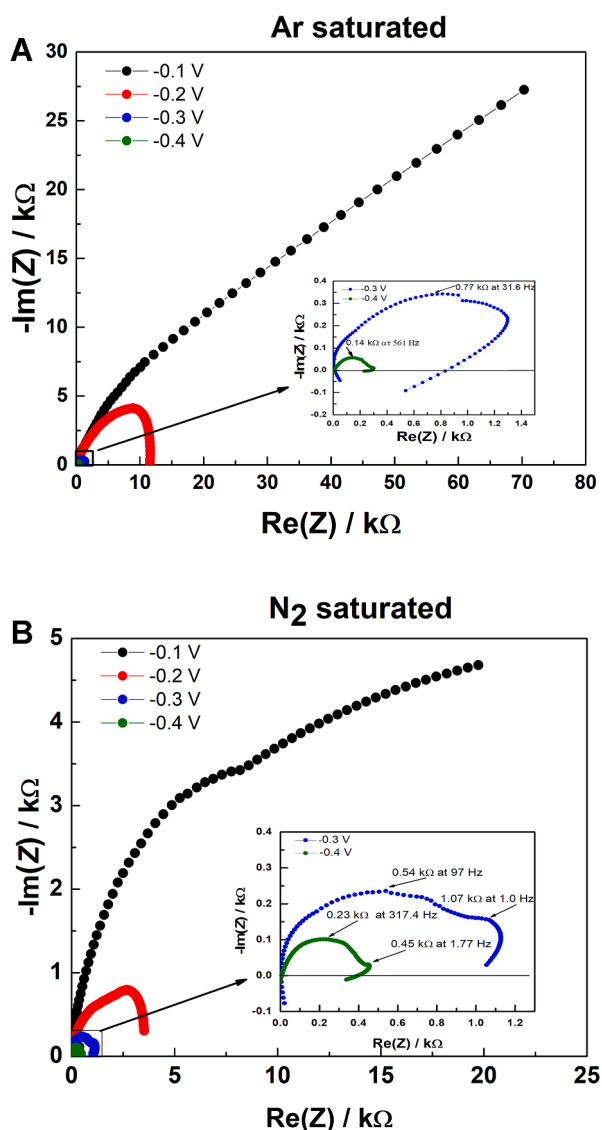 Ar saturated
A
-0.1 V
-0.2 V
-0.3 V
-0.4 V
30
25
20
15
10
5
0
0 10 20 30 40 50 60 70 80
-Im(Z) / kΩ
Re(Z) / kΩ
-0.3 V
-0.4 V
0.77 kΩ at 31.6 Hz
0.14 kΩ ατ 561 Hz
0.4
0.3
0.2
0.1
0.0
-0.1
-0.2
0.0 0.2 0.4 0.6 0.8 1.0 1.2 1.4
-Im(Z) / kΩ
Re(Z) / kΩ
N2 saturated
B
-0.1 V
-0.2 V
-0.3 V
-0.4 V
5
4
3
2
1
0
0 5 10 15 20 25
-Im(Z) / kΩ
Re(Z) / kΩ
-0.3 V
-0.4 V
0.54 kΩ at 97 Hz
0.23 kΩ at 317.4 Hz
1.07 kΩ at 1.0 Hz
0.45 kΩ at 1.77 Hz
0.4
0.3
0.2
0.1
0.0
-0.1
0.0 0.2 0.4 0.6 0.8 1.0 1.2
-Im(Z) / kΩ
Re(Z) / kΩ